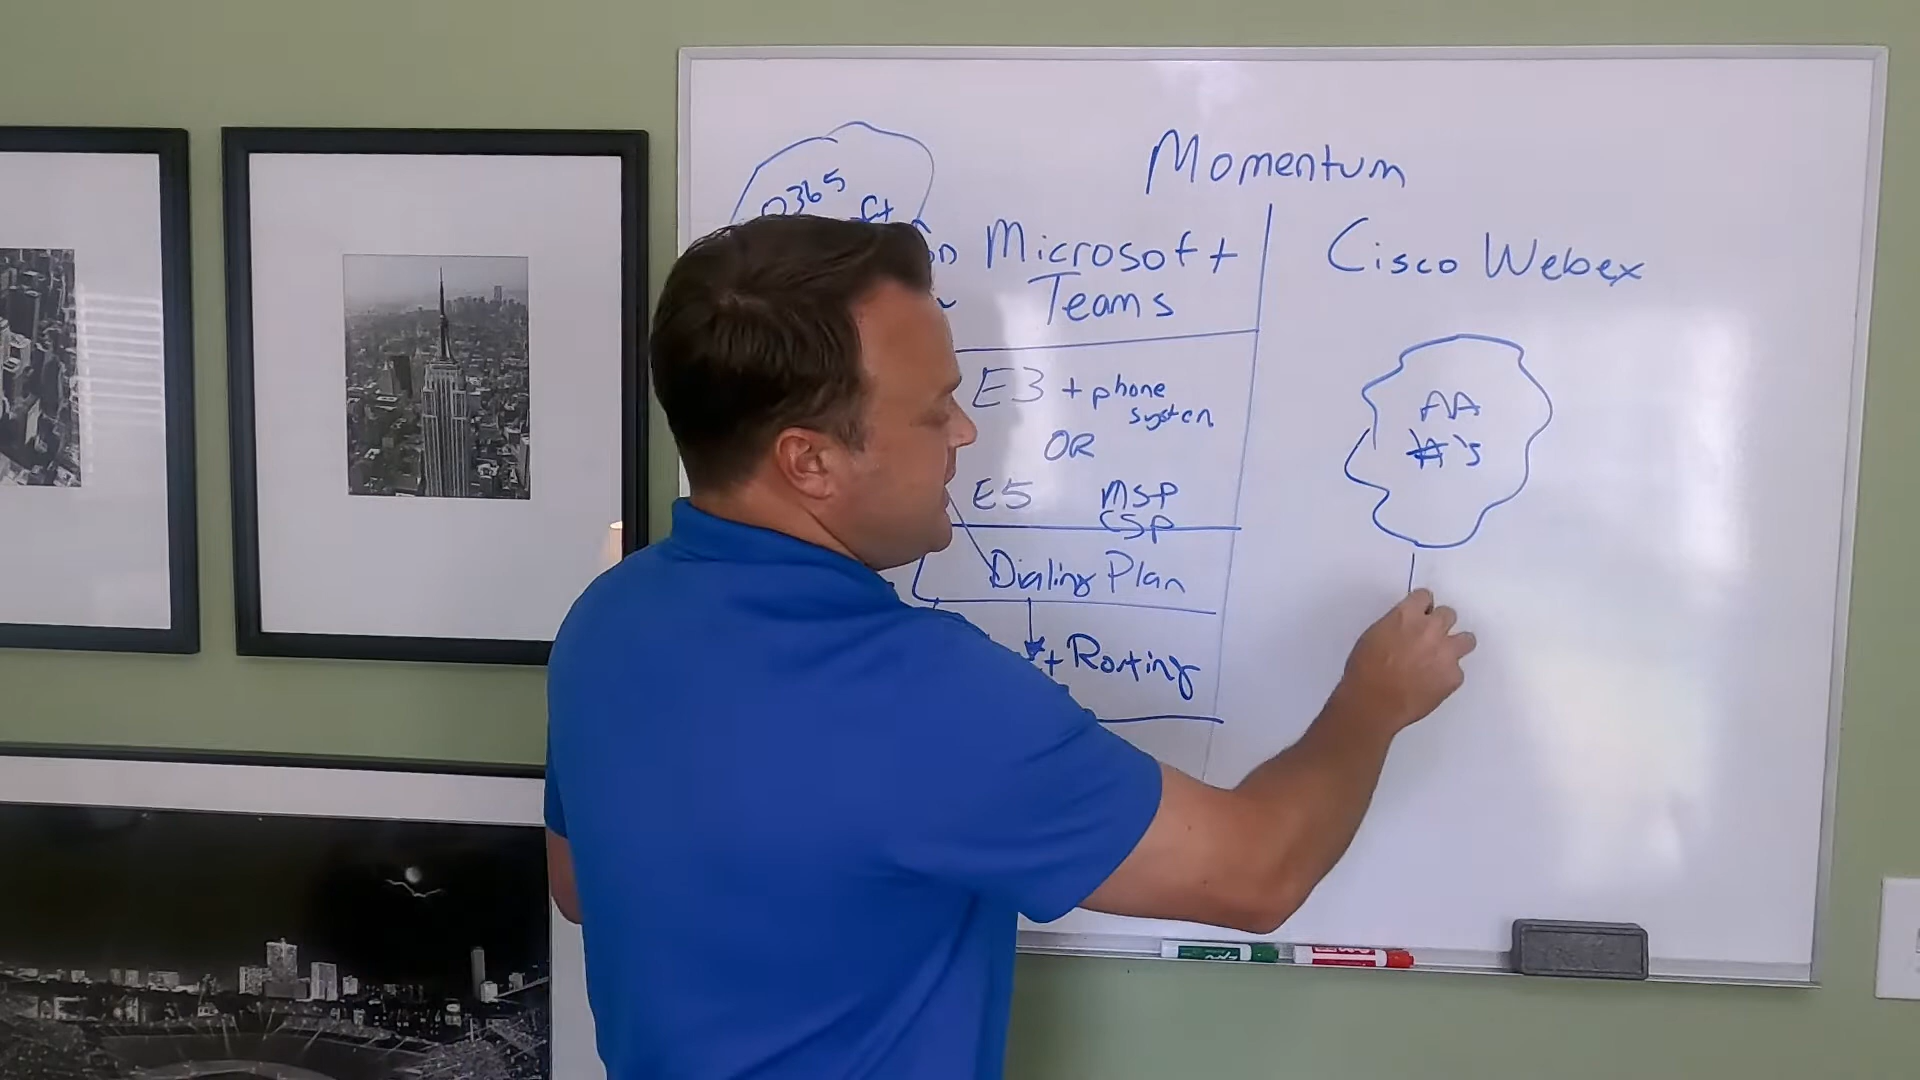 Momentum
O365
Microsoft
Teams
Cisco Webex
E3 + phone
system
OR
E5 MSP
CSP
Dialing Plan
+ Routing
AA
#'s